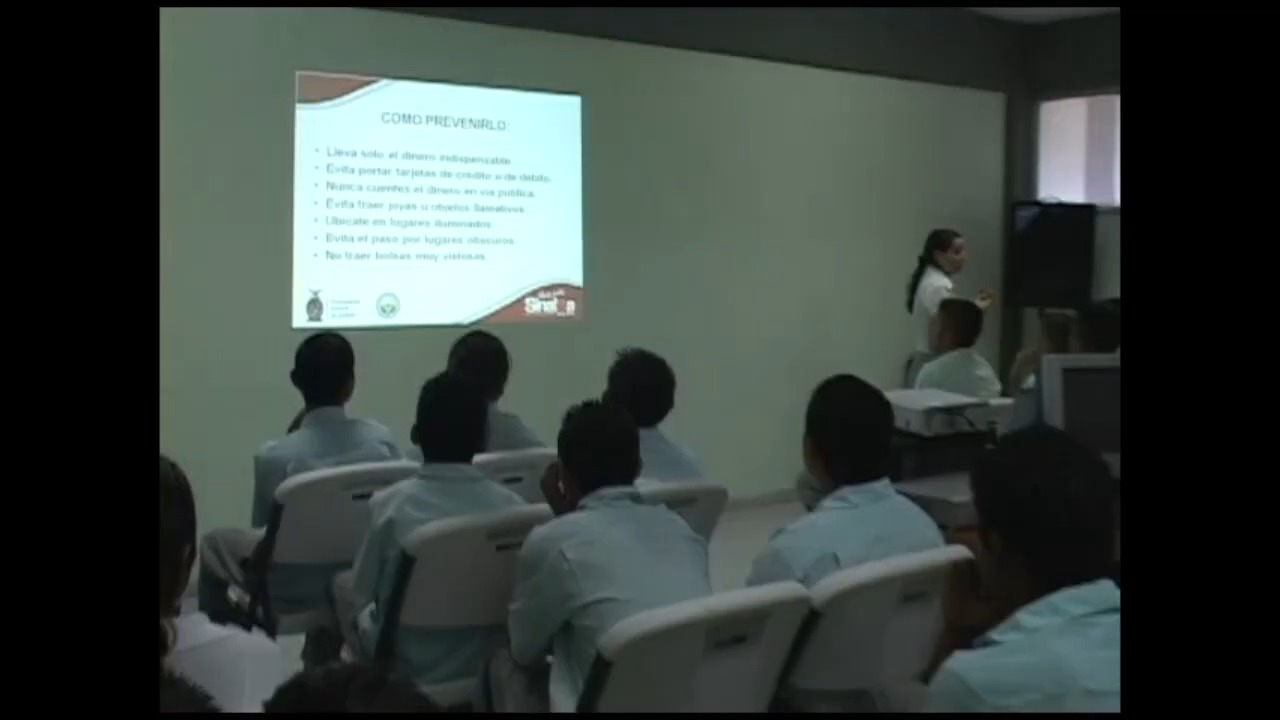 COMO PREVENIRLO:
• Lleva solo el dinero indispensable.
• Evita portar tarjetas de crédito o de débito.
• Nunca cuentes el dinero en vía pública.
• Evita traer joyas u objetos llamativos.
• Ubícate en lugares iluminados.
• Evita el paso por lugares obscuros.
• No traer bolsas muy vistosas.
Sinaloa